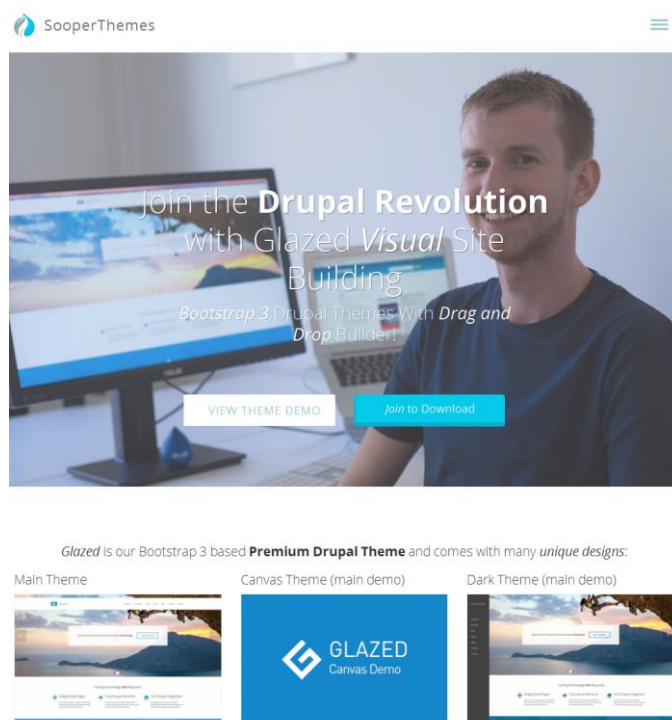 SooperThemes
Join the Drupal Revolution
with Glazed Visual Site
Building
Bootstrap 3 Drupal Themes With Drag and
Drop Builder!
VIEW THEME DEMO
Join to Download
Glazed is our Bootstrap 3 based Premium Drupal Theme and comes with many unique designs:
Main Theme
Canvas Theme (main demo)
Dark Theme (main demo)
GLAZED
Canvas Demo